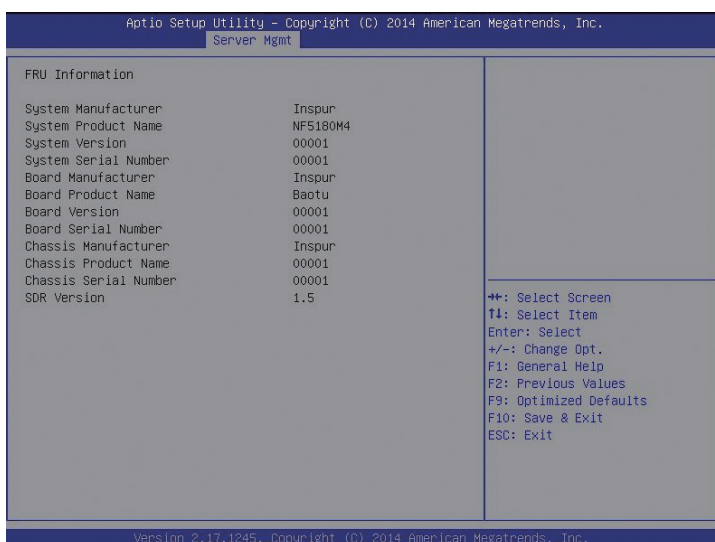 Aptio Setup Utility – Copyright (C) 2014 American Megatrends, Inc.
Server Mgmt
FRU Information
System Manufacturer Inspur
System Product Name NF5180M4
System Version 00001
System Serial Number 00001
Board Manufacturer Inspur
Board Product Name Baotu
Board Version 00001
Board Serial Number 00001
Chassis Manufacturer Inspur
Chassis Product Name 00001
Chassis Serial Number 00001
SDR Version 1.5
→←: Select Screen
↑↓: Select Item
Enter: Select
+/-: Change Opt.
F1: General Help
F2: Previous Values
F9: Optimized Defaults
F10: Save & Exit
ESC: Exit
Version 2.17.1245. Copyright (C) 2014 American Megatrends, Inc.